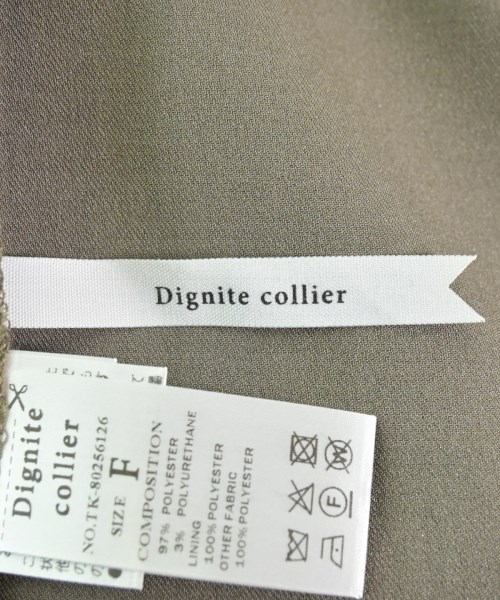 Dignite collier
Dignite
collier
NO.TK-80256126
SIZE F
COMPOSITION
97% POLYESTER
3% POLYURETHANE
LINING
100% POLYESTER
OTHER FABRIC
100% POLYESTER
W
F